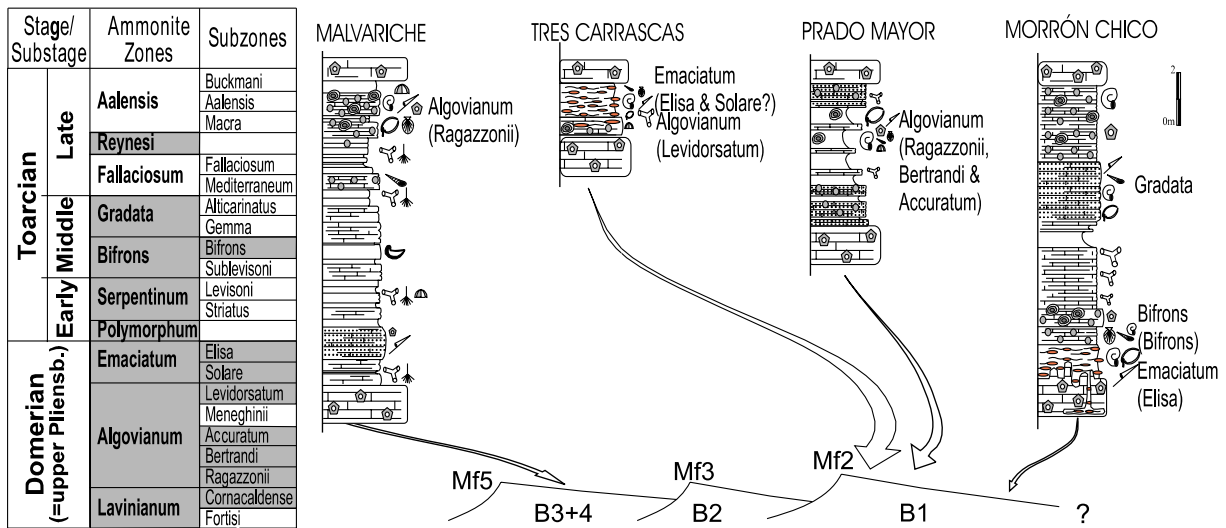 Stage/
Substage
Ammonite
Zones
Subzones
Toarcian
Late
Middle
Early
Domerian
(=upper Pliensb.)
Aalensis
Reynesi
Fallaciosum
Gradata
Bifrons
Serpentinum
Polymorphum
Emaciatum
Algovianum
Lavinianum
Buckmani
Aalensis
Macra
Fallaciosum
Mediterraneum
Alticarinatus
Gemma
Bifrons
Sublevisoni
Levisoni
Striatus
Elisa
Solare
Levidorsatum
Meneghinii
Accuratum
Bertrandi
Ragazzonii
Cornacaldense
Fortisi
MALVARICHE
Algovianum
(Ragazzonii)
TRES CARRASCAS
Emaciatum
(Elisa & Solare?)
Algovianum
(Levidorsatum)
PRADO MAYOR
Algovianum
(Ragazzonii,
Bertrandi &
Accuratum)
MORRÓN CHICO
Gradata
Bifrons
(Bifrons)
Emaciatum
(Elisa)
2
0m
Mf5
Mf3
Mf2
B3+4
B2
B1
?